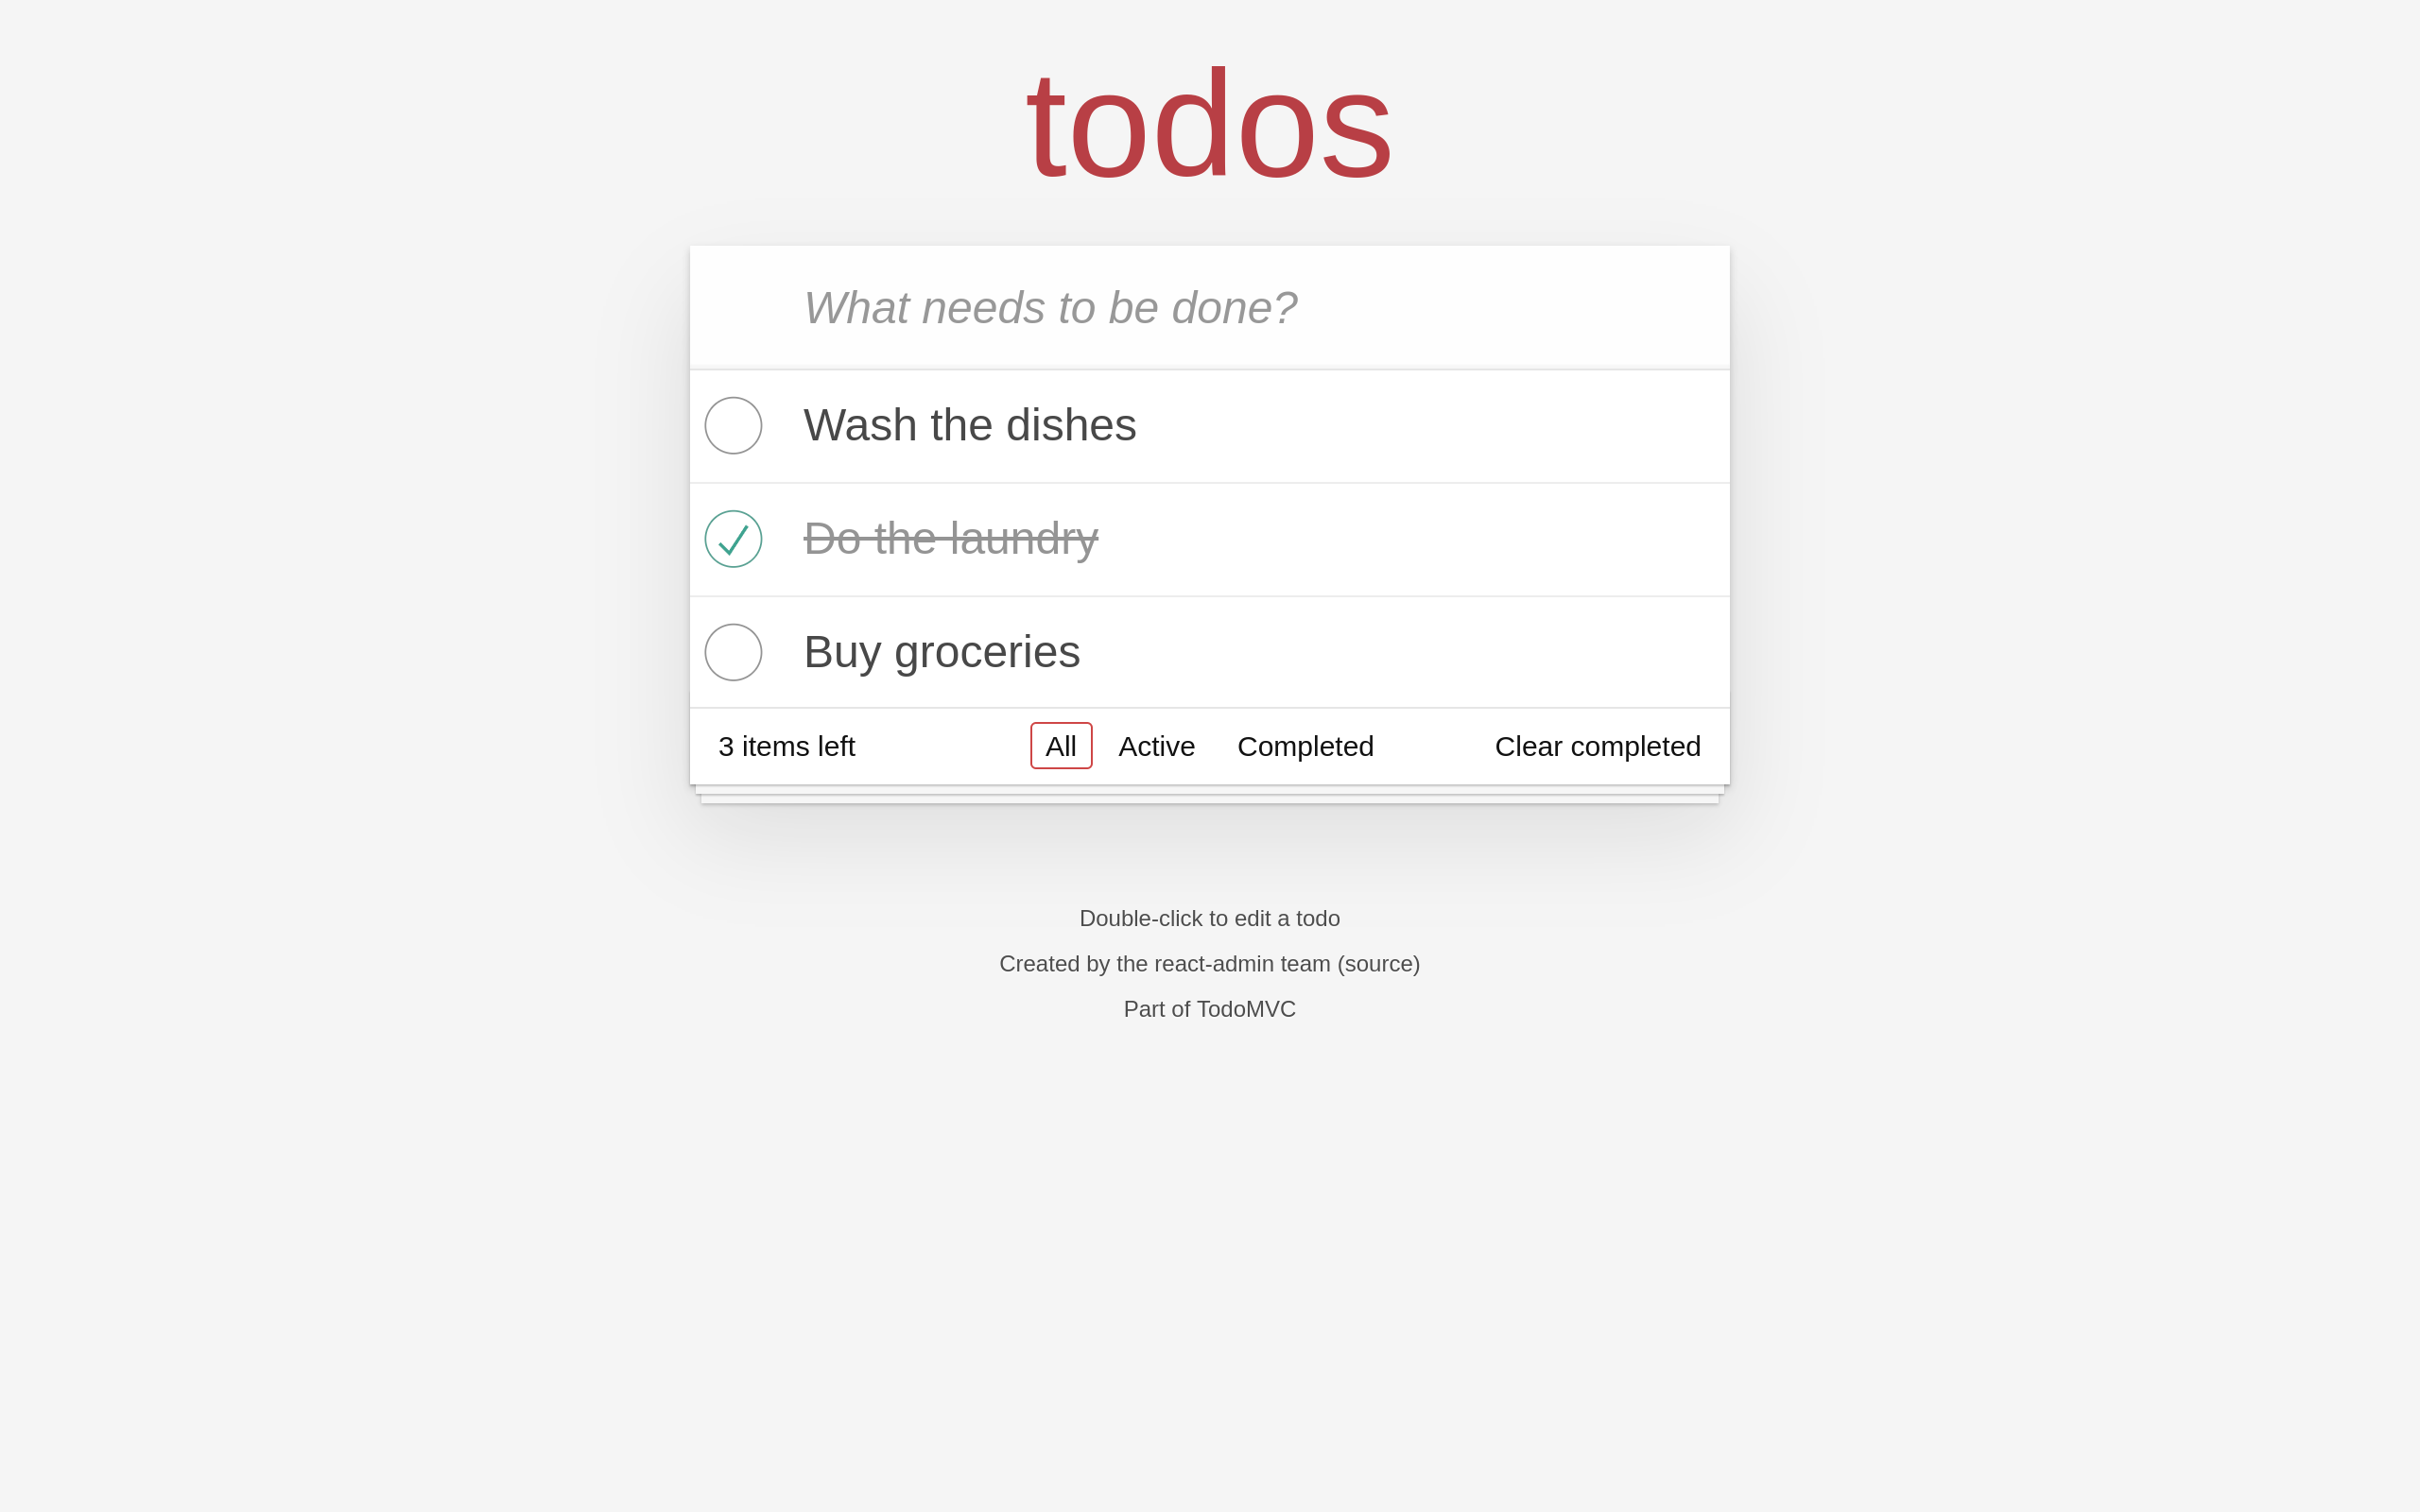 todos
What needs to be done?
Wash the dishes
Do the laundry
Buy groceries
3 items left All Active Completed Clear completed
Double-click to edit a todo
Created by the react-admin team (source)
Part of TodoMVC